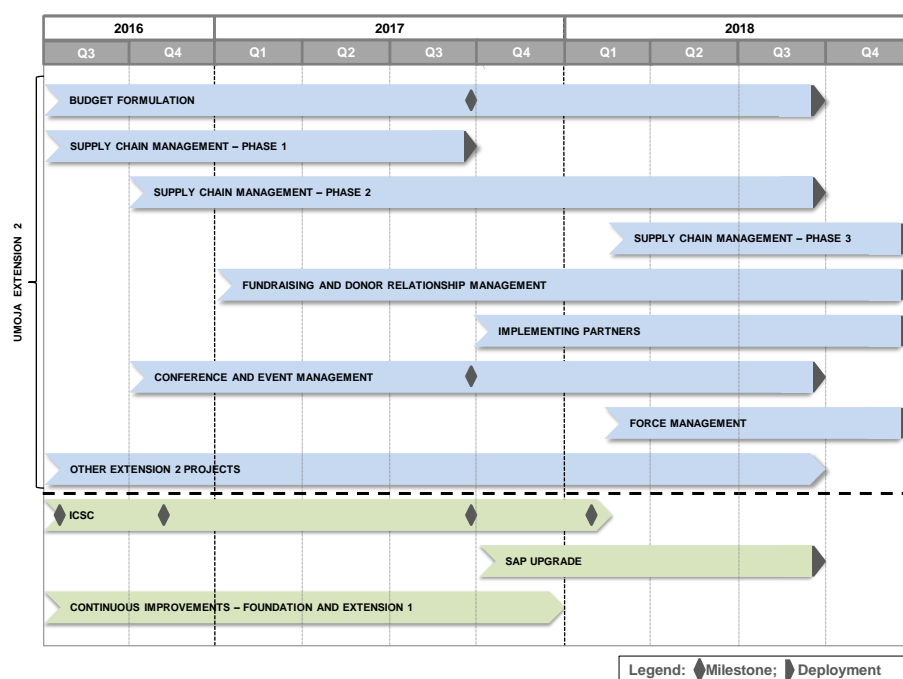 2016 2017 2018
Q3 Q4 Q1 Q2 Q3 Q4 Q1 Q2 Q3 Q4
UMOJA EXTENSION 2
BUDGET FORMULATION
SUPPLY CHAIN MANAGEMENT – PHASE 1
SUPPLY CHAIN MANAGEMENT – PHASE 2
SUPPLY CHAIN MANAGEMENT – PHASE 3
FUNDRAISING AND DONOR RELATIONSHIP MANAGEMENT
IMPLEMENTING PARTNERS
CONFERENCE AND EVENT MANAGEMENT
FORCE MANAGEMENT
OTHER EXTENSION 2 PROJECTS
ICSC
SAP UPGRADE
CONTINUOUS IMPROVEMENTS – FOUNDATION AND EXTENSION 1
Legend: Milestone; Deployment